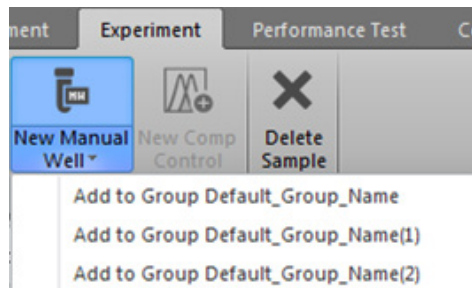 ment Experiment Performance Test C
MW
New Manual Well New Comp Control Delete Sample
Add to Group Default_Group_Name
Add to Group Default_Group_Name(1)
Add to Group Default_Group_Name(2)